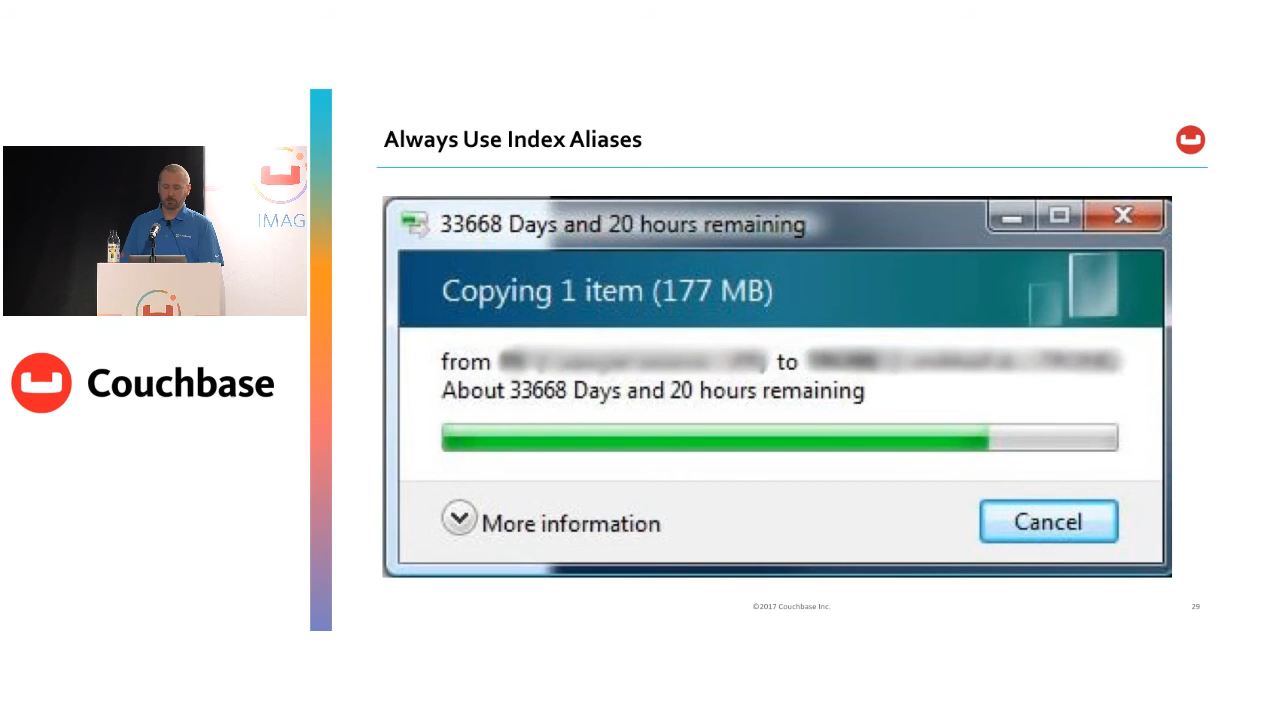 Always Use Index Aliases
33668 Days and 20 hours remaining
Copying 1 item (177 MB)
from to
About 33668 Days and 20 hours remaining
More information
Cancel
IMAG
Couchbase
©2017 Couchbase Inc.
29